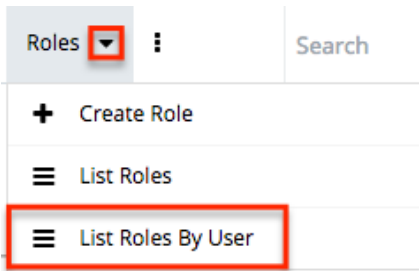 Roles
Search
Create Role
List Roles
List Roles By User